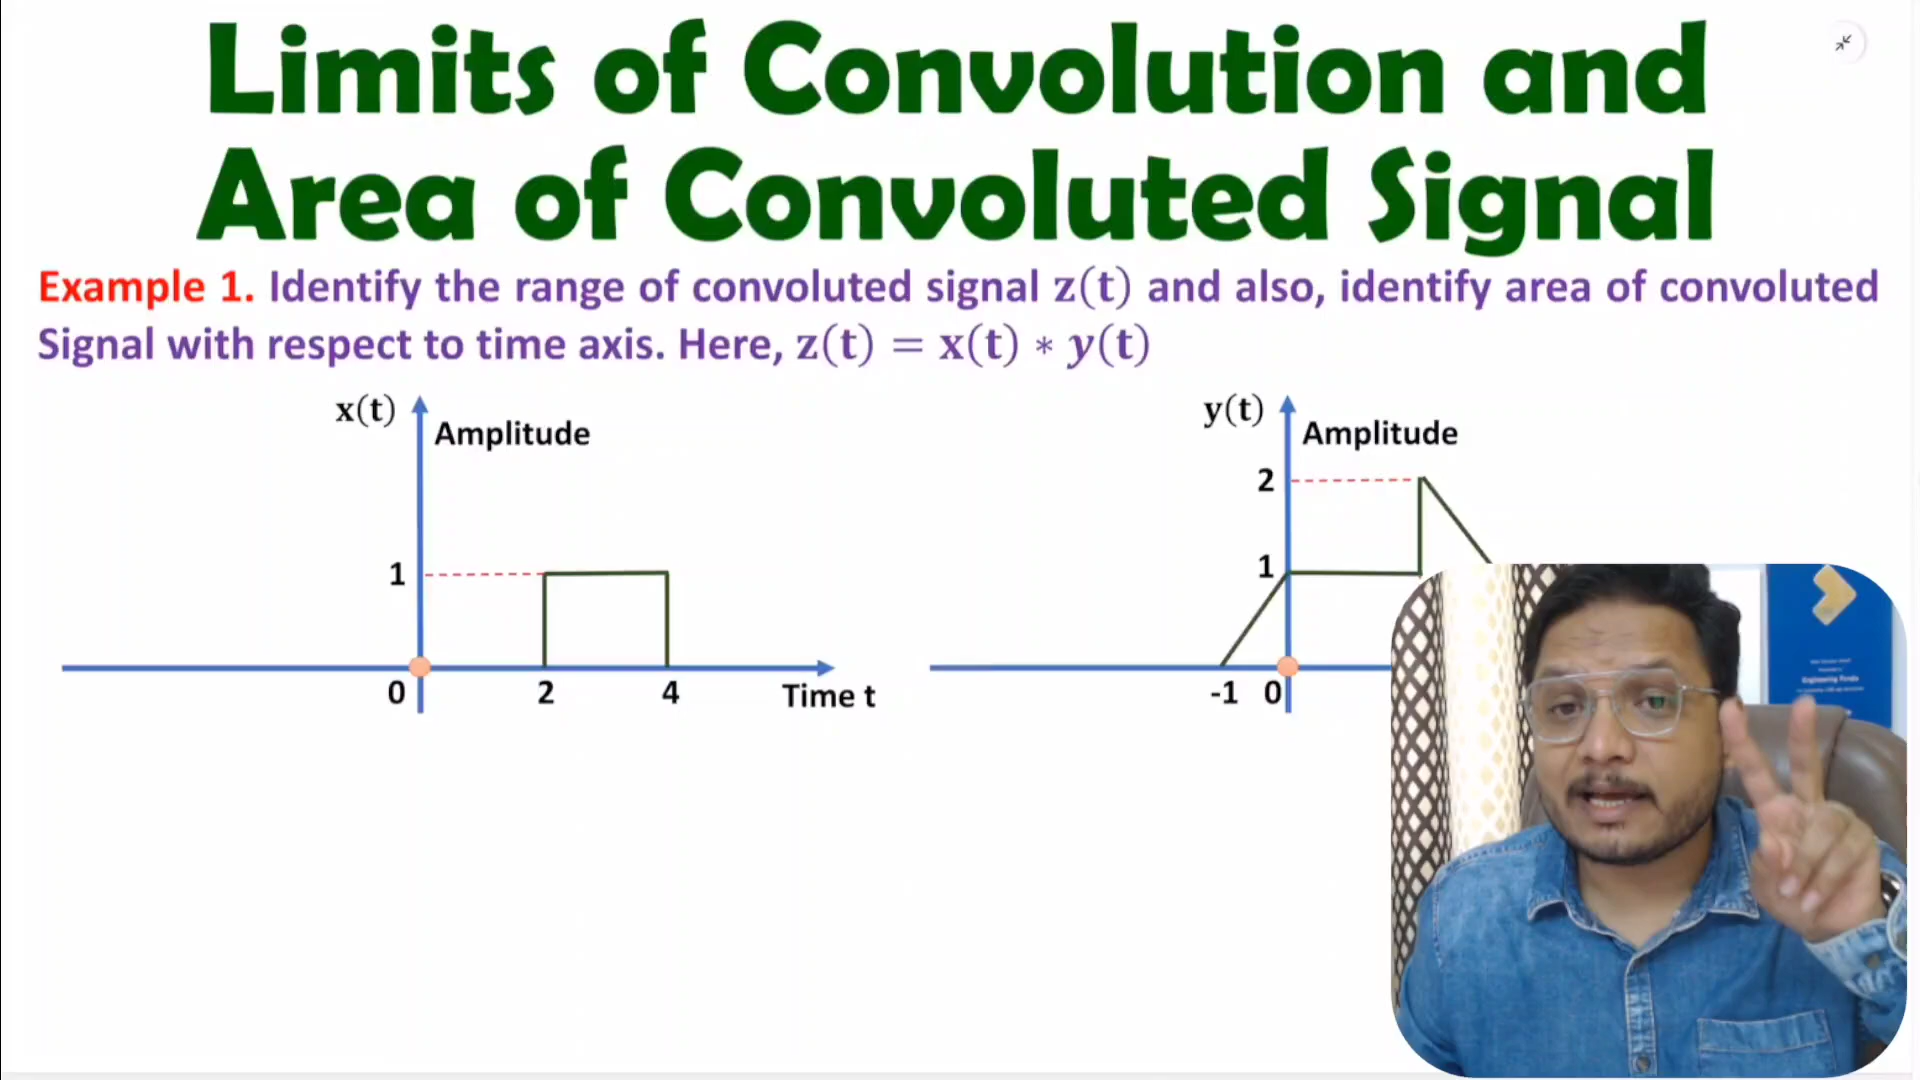 Limits of Convolution and
Area of Convoluted Signal
Example 1. Identify the range of convoluted signal z(t) and also, identify area of convoluted
Signal with respect to time axis. Here, z(t) = x(t) ∗ y(t)
x(t)
Amplitude
1
0
2
4
Time t
y(t)
Amplitude
2
1
-1
0
Engineering Funda